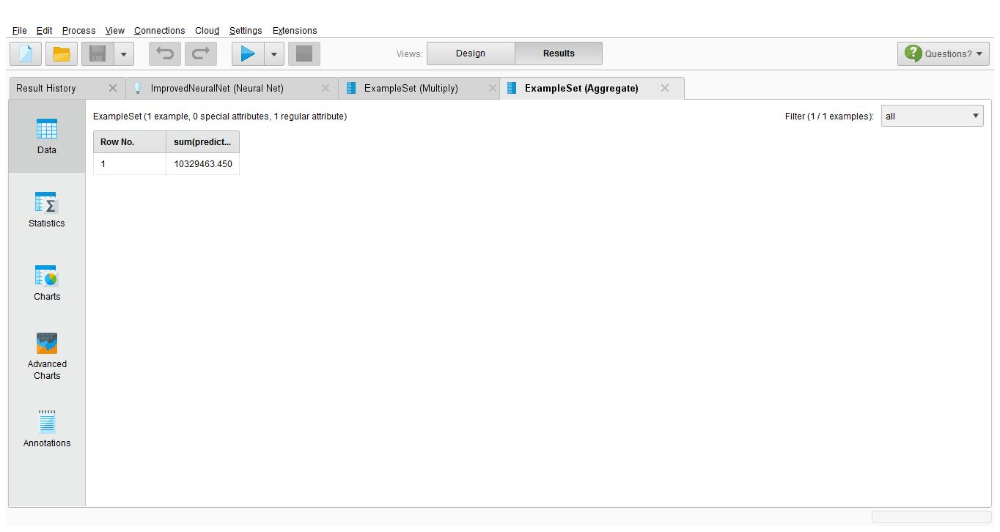 File Edit Process View Connections Cloud Settings Extensions
Views: Design Results Questions?
Result History ImprovedNeuralNet (Neural Net) ExampleSet (Multiply) ExampleSet (Aggregate)
ExampleSet (1 example, 0 special attributes, 1 regular attribute) Filter (1 / 1 examples): all
Row No. sum(predict...
1 10329463.450
Data
Statistics
Charts
Advanced
Charts
Annotations